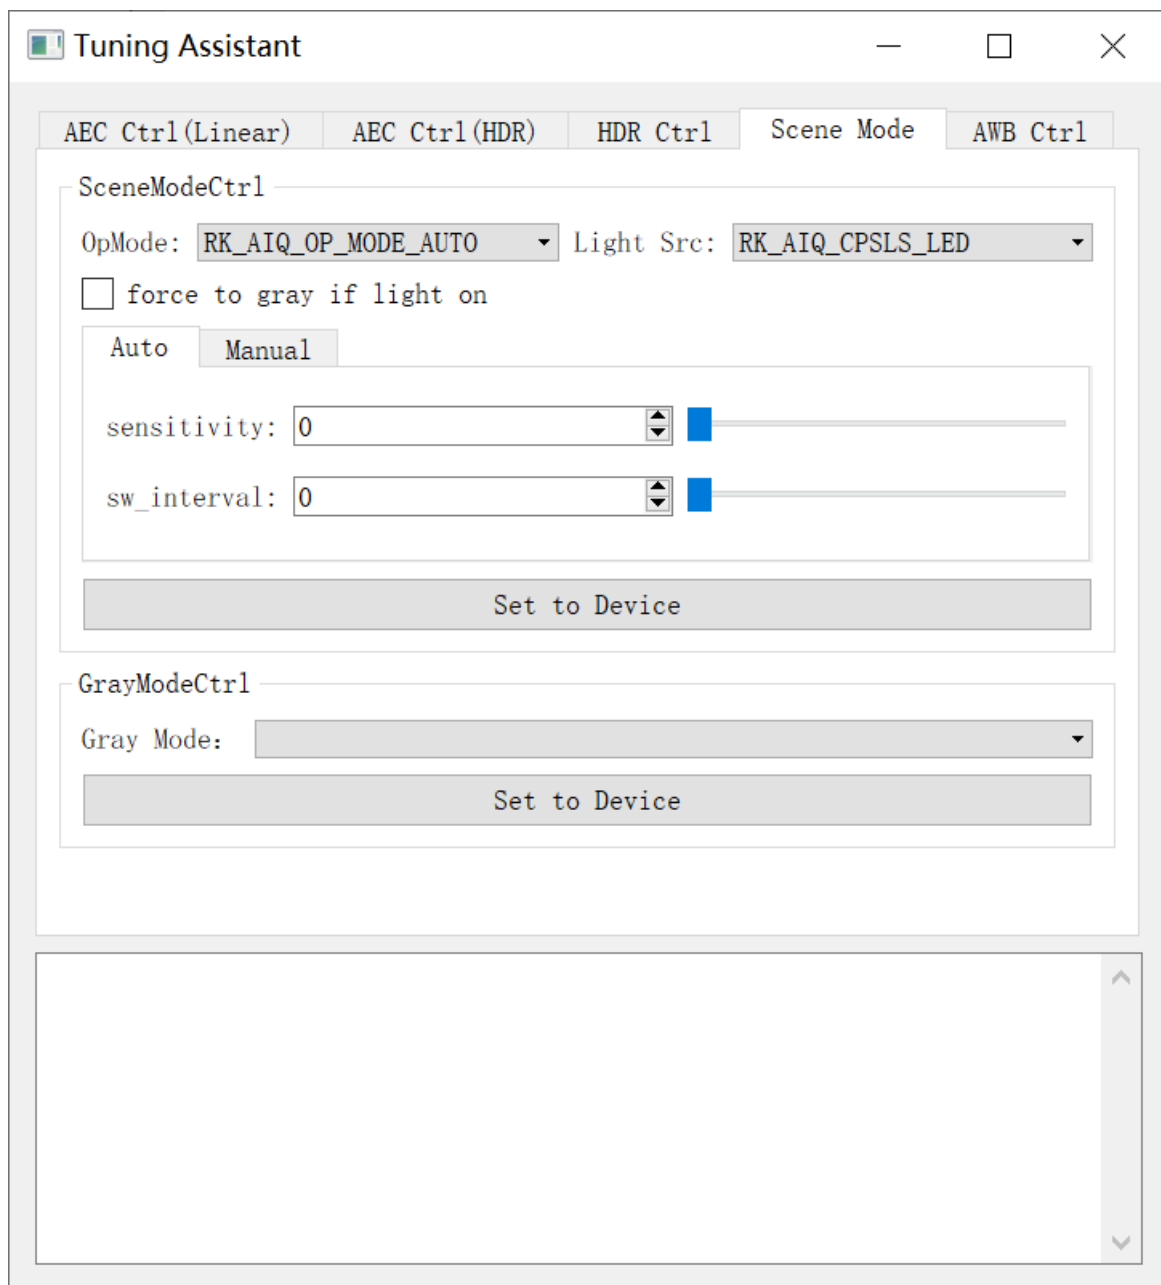 Tuning Assistant
AEC Ctrl(Linear) AEC Ctrl(HDR) HDR Ctrl Scene Mode AWB Ctrl
SceneModeCtrl
OpMode: RK_AIQ_OP_MODE_AUTO Light Src: RK_AIQ_CPSLS_LED
force to gray if light on
Auto Manual
sensitivity: 0
sw_interval: 0
Set to Device
GrayModeCtrl
Gray Mode：
Set to Device